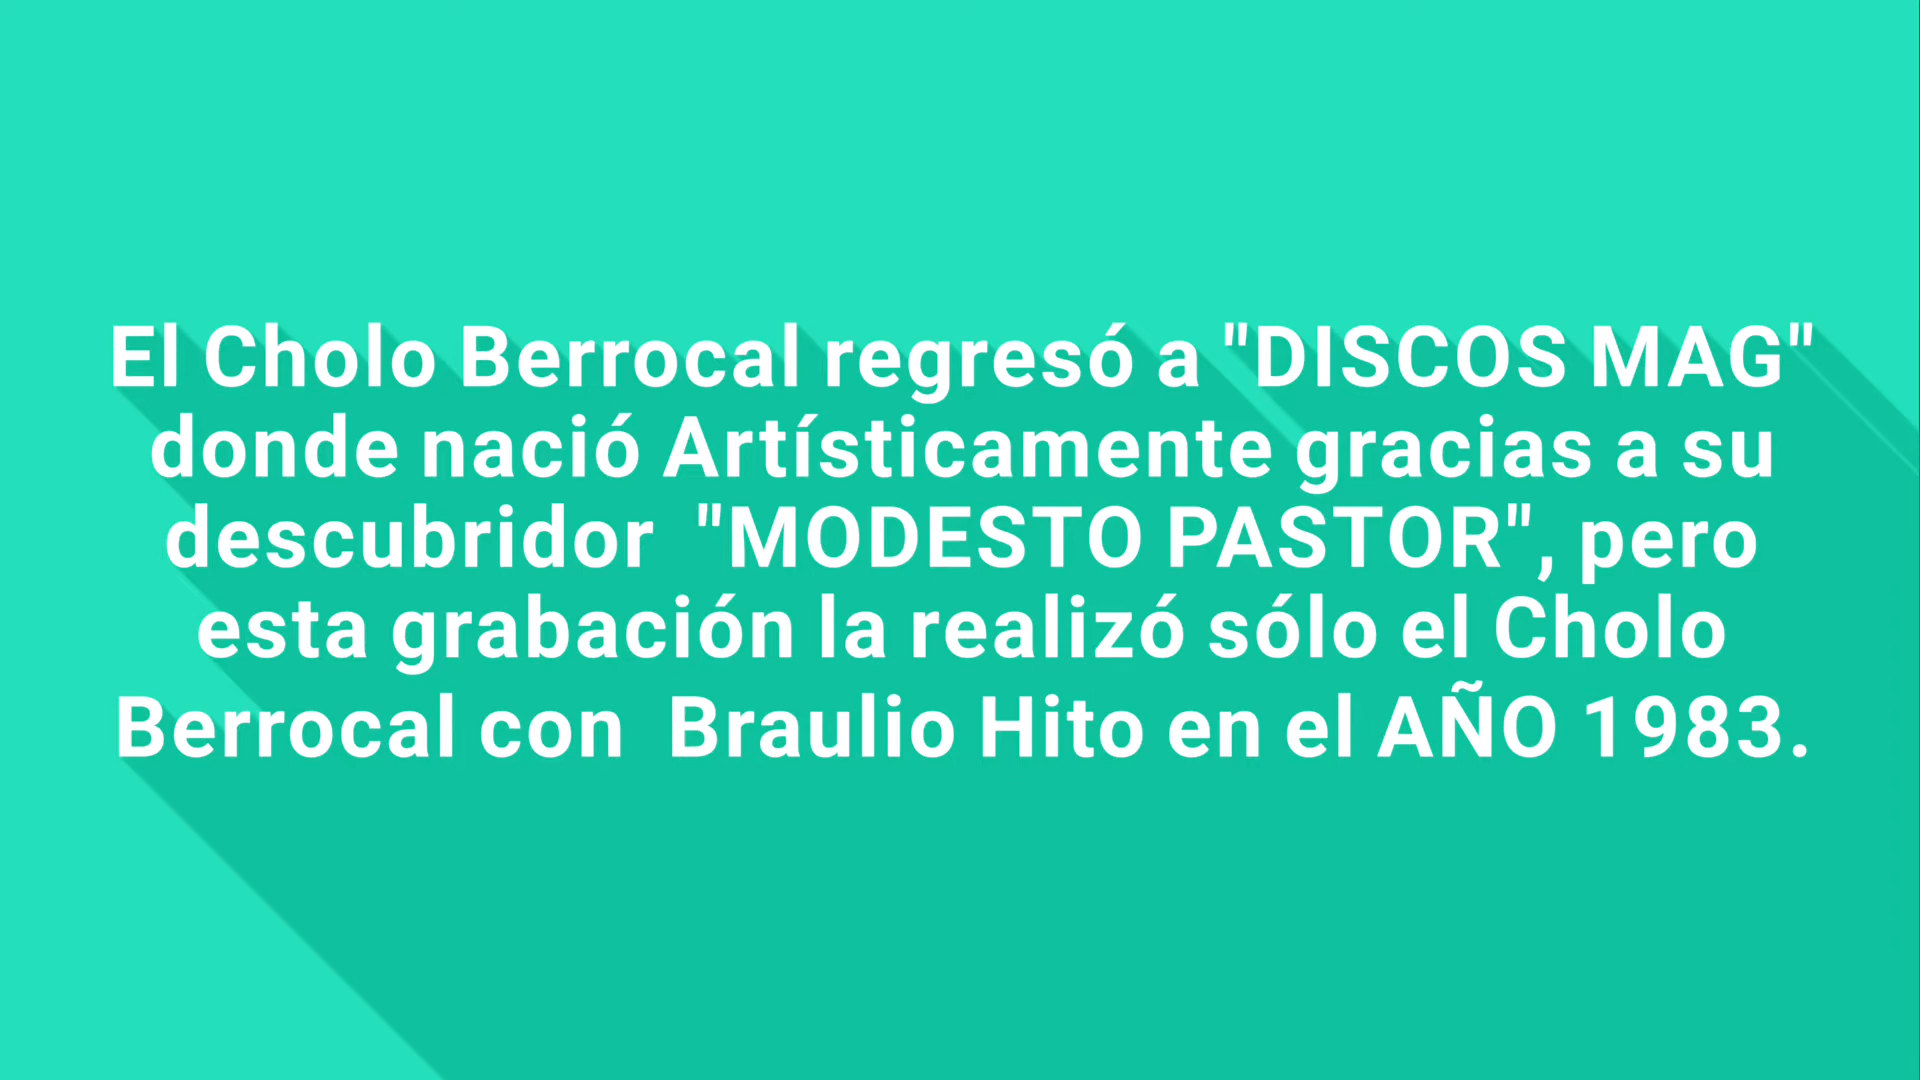 El Cholo Berrocal regresó a "DISCOS MAG"
donde nació Artísticamente gracias a su
descubridor  "MODESTO PASTOR", pero
esta grabación la realizó sólo el Cholo
Berrocal con  Braulio Hito en el AÑO 1983.